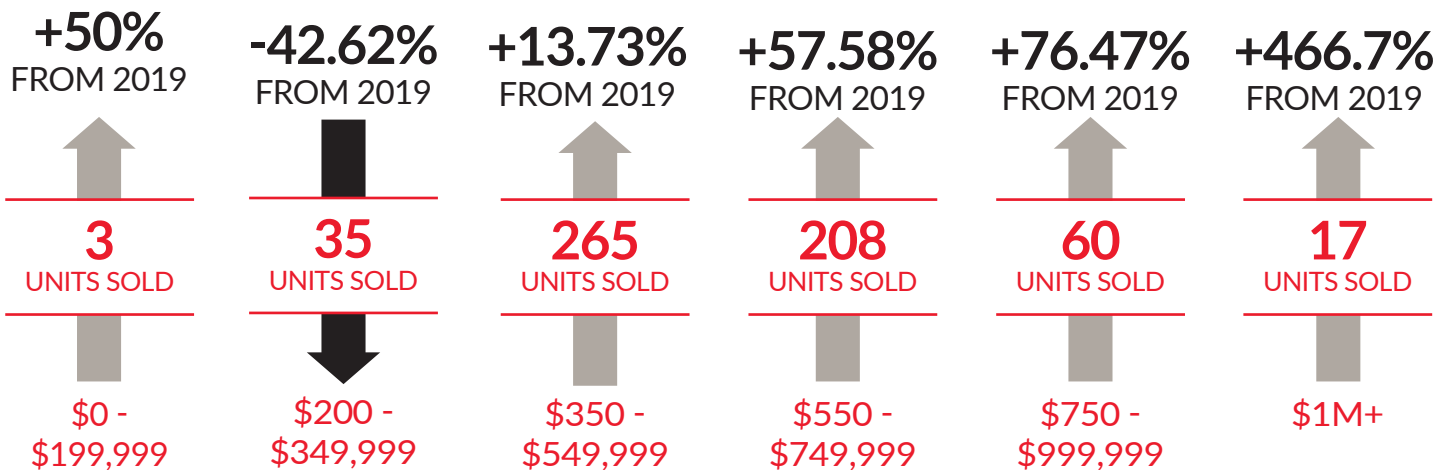 +50%
FROM 2019
3
UNITS SOLD
$0 -
$199,999
-42.62%
FROM 2019
35
UNITS SOLD
$200 -
$349,999
+13.73%
FROM 2019
265
UNITS SOLD
$350 -
$549,999
+57.58%
FROM 2019
208
UNITS SOLD
$550 -
$749,999
+76.47%
FROM 2019
60
UNITS SOLD
$750 -
$999,999
+466.7%
FROM 2019
17
UNITS SOLD
$1M+